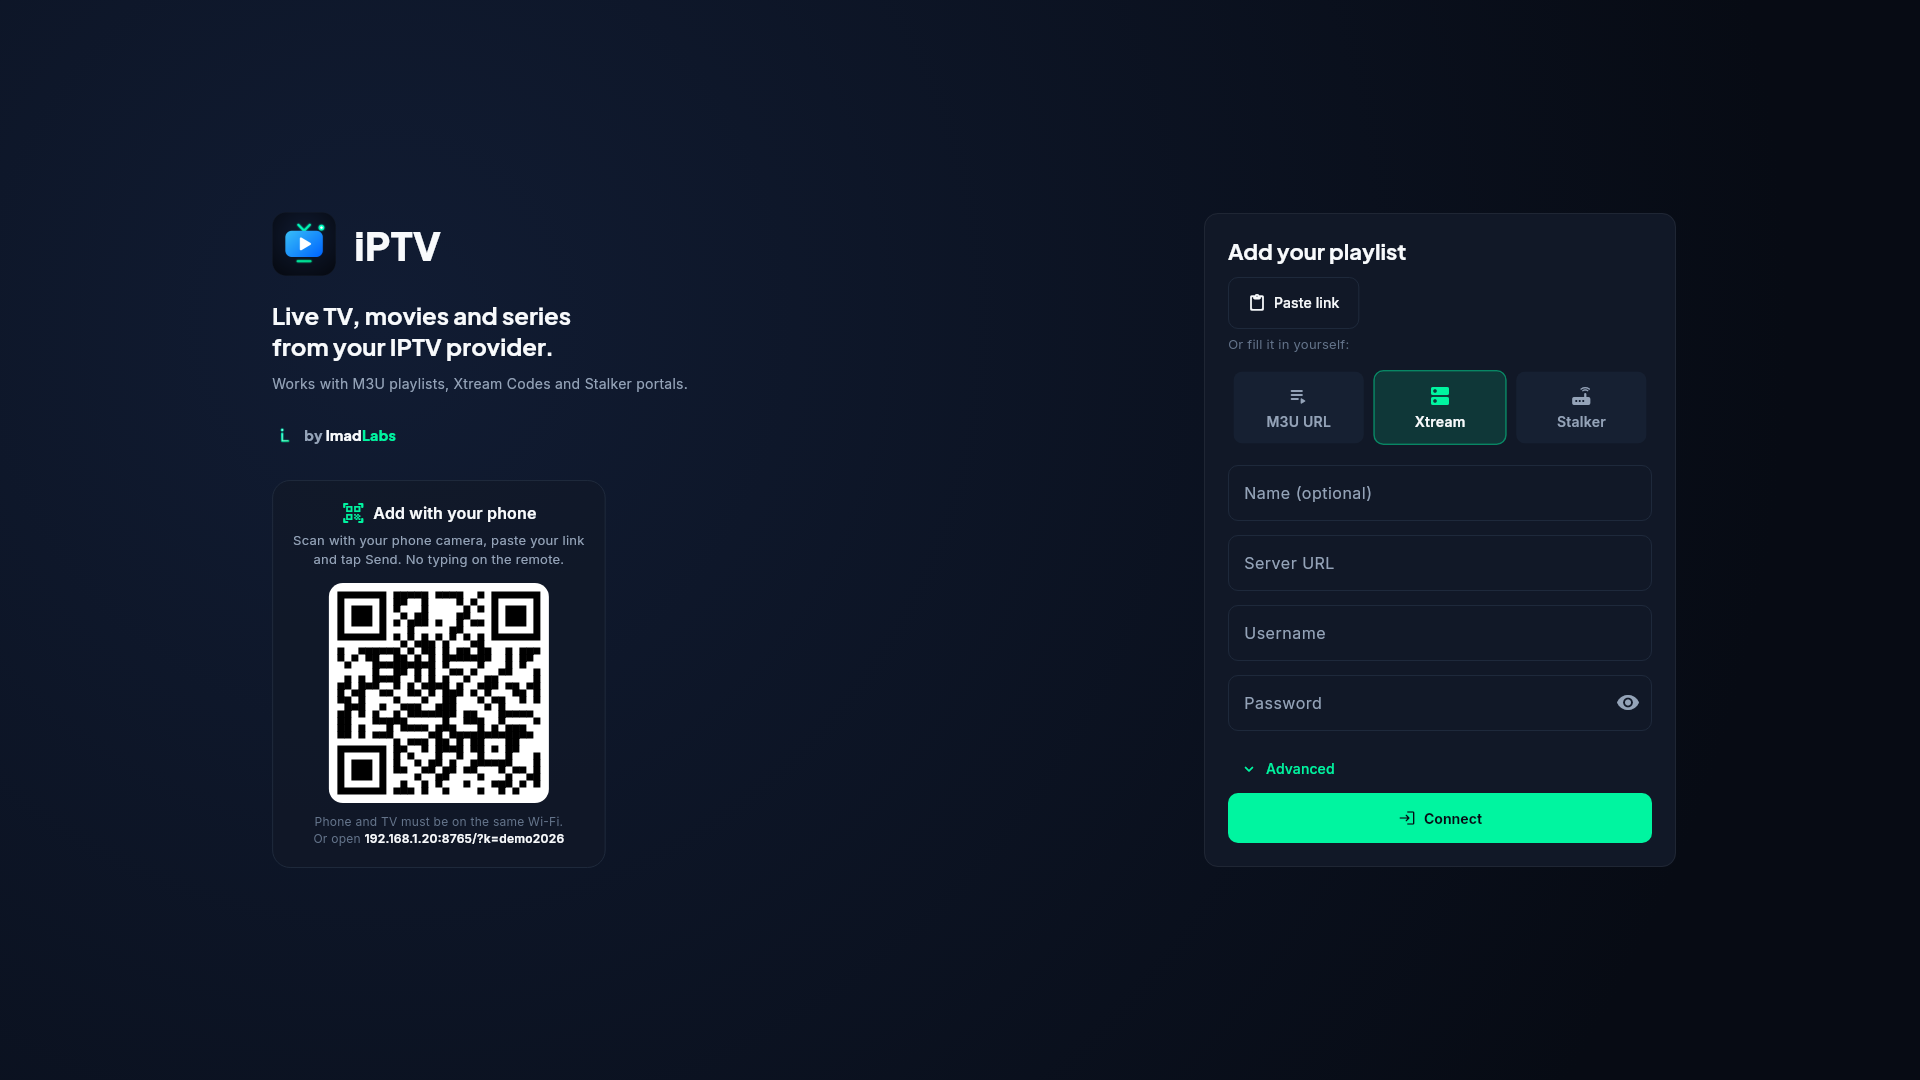 iPTV
Live TV, movies and series
from your IPTV provider.
Works with M3U playlists, Xtream Codes and Stalker portals.
by ImadLabs
Add with your phone
Scan with your phone camera, paste your link
and tap Send. No typing on the remote.
Phone and TV must be on the same Wi-Fi.
Or open 192.168.1.20:8765/?k=demo2026
Add your playlist
Paste link
Or fill it in yourself:
M3U URL
Xtream
Stalker
Name (optional)
Server URL
Username
Password
Advanced
Connect